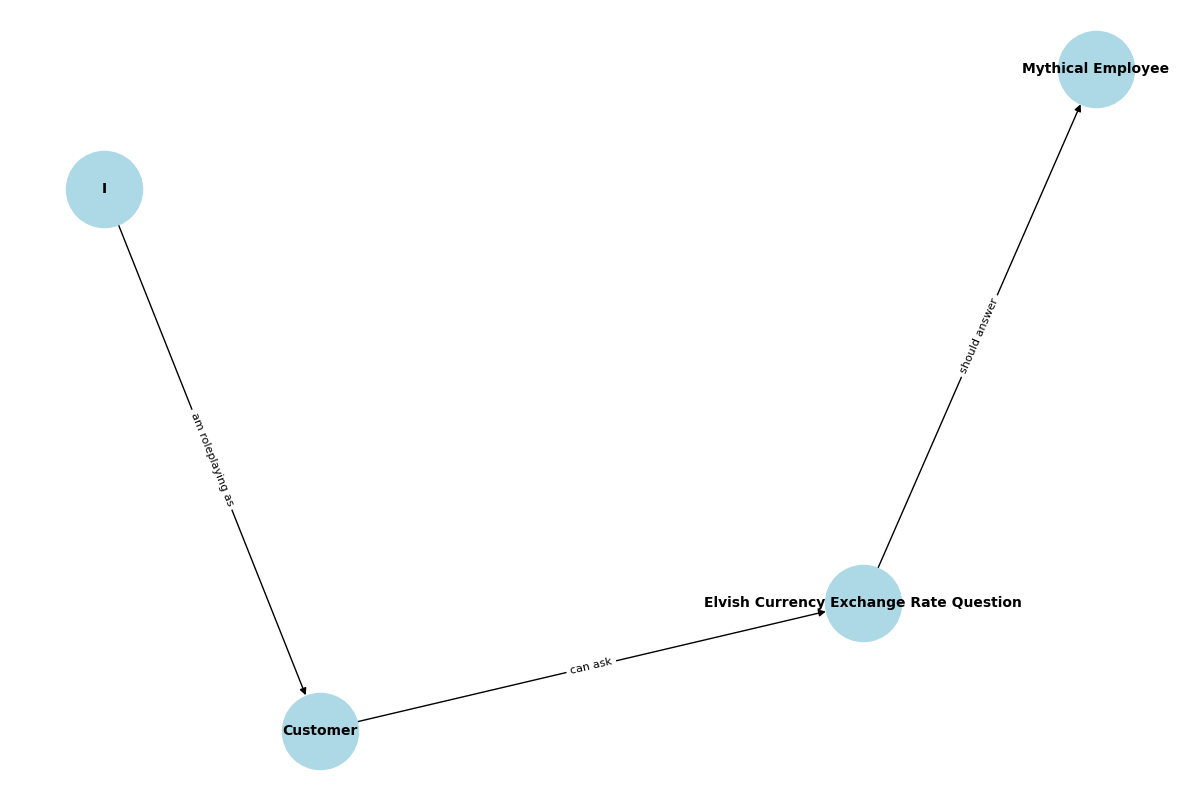 Mythical Employee
I
should answer
am roleplaying as
Elvish Currency Exchange Rate Question
can ask
Customer